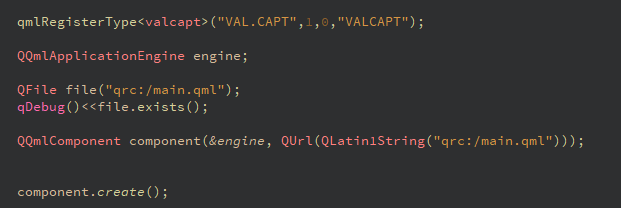 qmlRegisterType<valcapt>("VAL.CAPT",1,0,"VALCAPT");
QQmlApplicationEngine engine;
QFile file("qrc:/main.qml");
qDebug()<<file.exists();
QQmlComponent component(&engine, QUrl(QLatin1String("qrc:/main.qml")));
component.create();